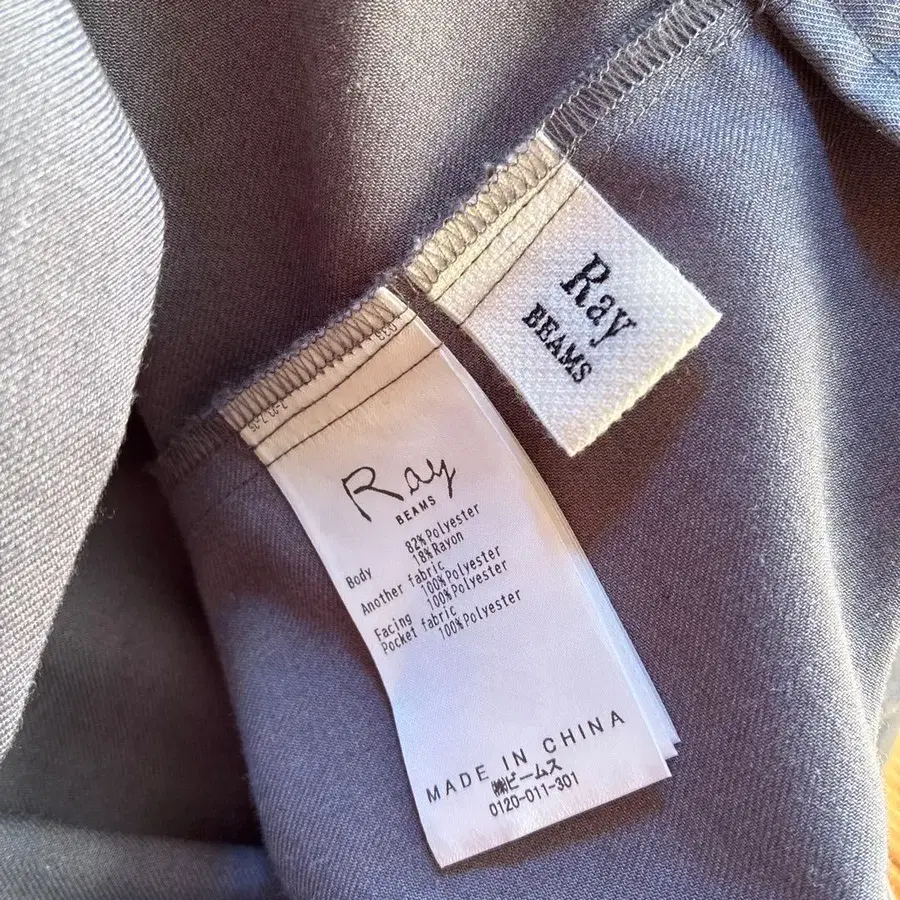 Ray
BEAMS
Ray
BEAMS
Body 82%Polyester
18%Rayon
Another fabric
100%Polyester
Facing 100%Polyester
Pocket fabric
100%Polyester
MADE IN CHINA
㈱ビームス
0120-011-301